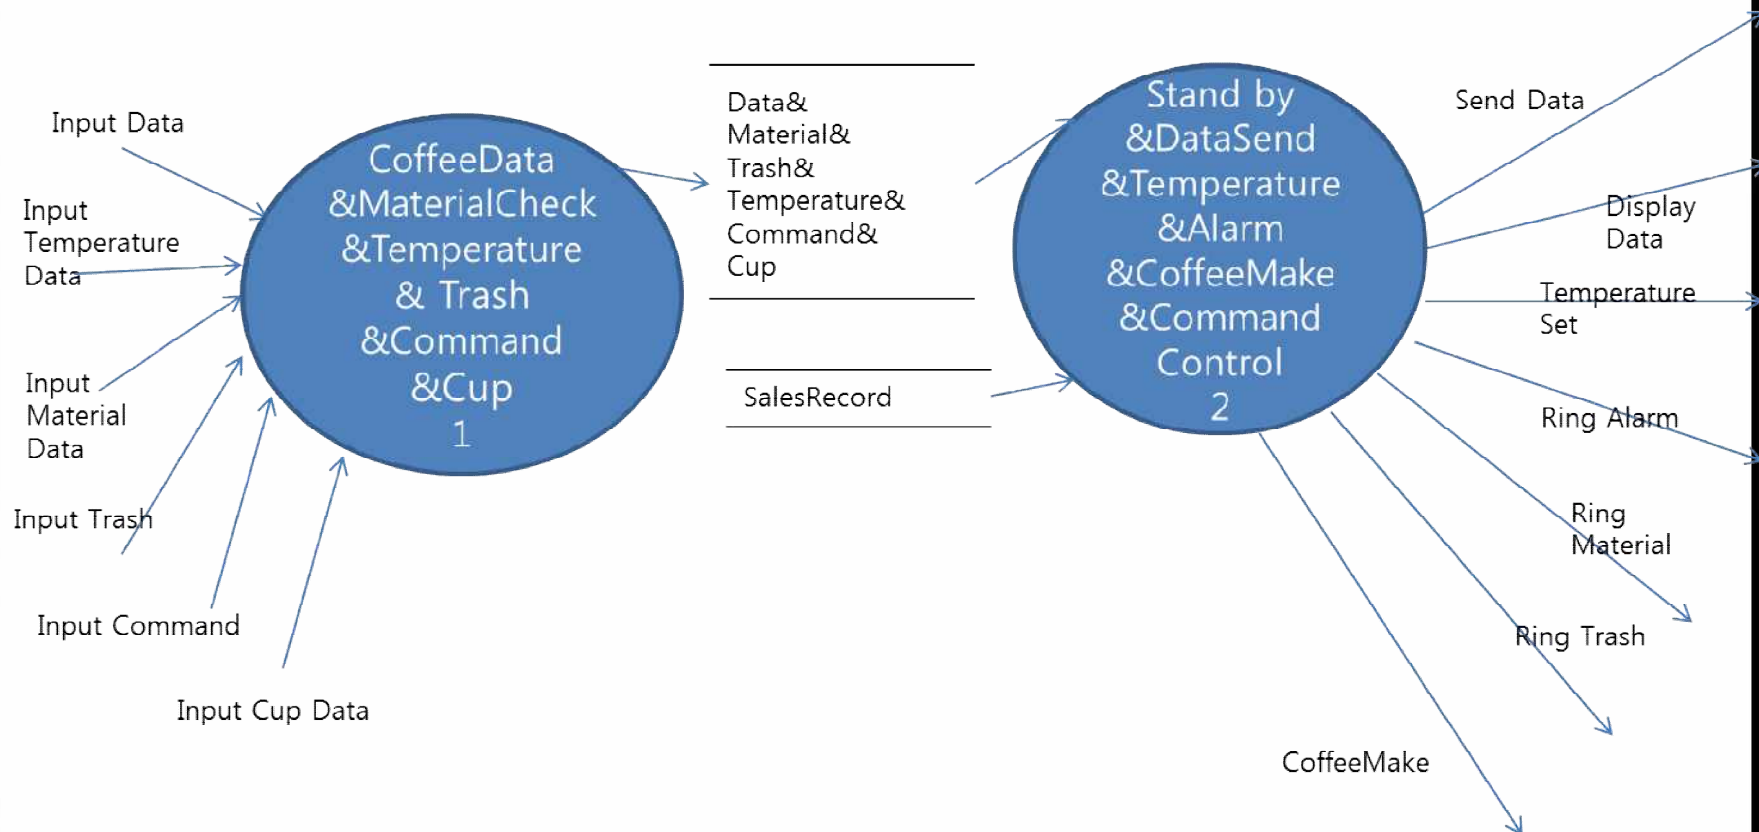 Input Data
Input
Temperature
Data
Input
Material
Data
Input Trash
Input Command
Input Cup Data
CoffeeData
&MaterialCheck
&Temperature
& Trash
&Command
&Cup
1
Data&
Material&
Trash&
Temperature&
Command&
Cup
SalesRecord
Stand by
&DataSend
&Temperature
&Alarm
&CoffeeMake
&Command
Control
2
Send Data
Display
Data
Temperature
Set
Ring Alarm
Ring
Material
Ring Trash
CoffeeMake